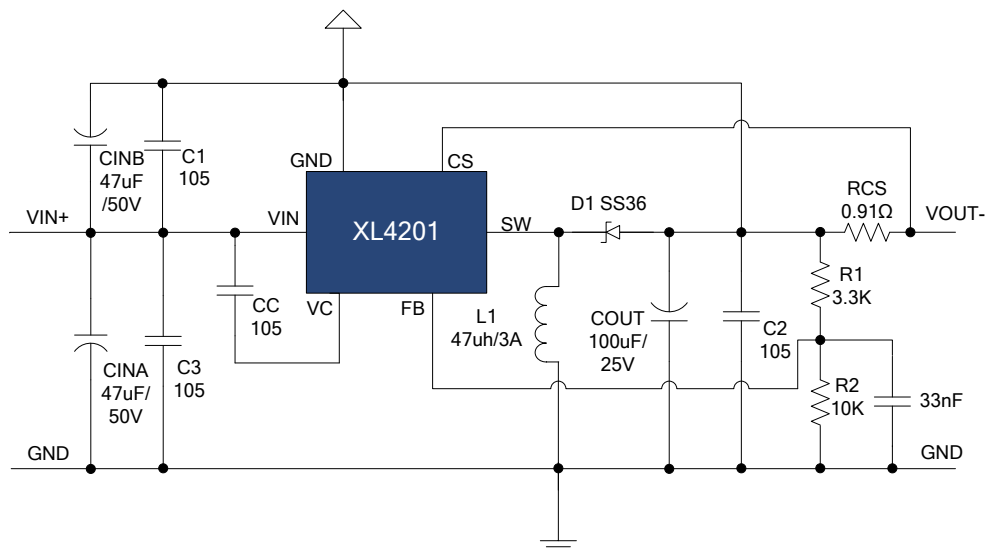 GND
CS
CINB
47uF
/50V
C1
105
VIN+
VIN
XL4201
SW
D1 SS36
RCS
0.91Ω
VOUT-
CC
105
VC
FB
L1
47uh/3A
COUT
100uF/
25V
C2
105
R1
3.3K
CINA
47uF/
50V
C3
105
R2
10K
33nF
GND
GND